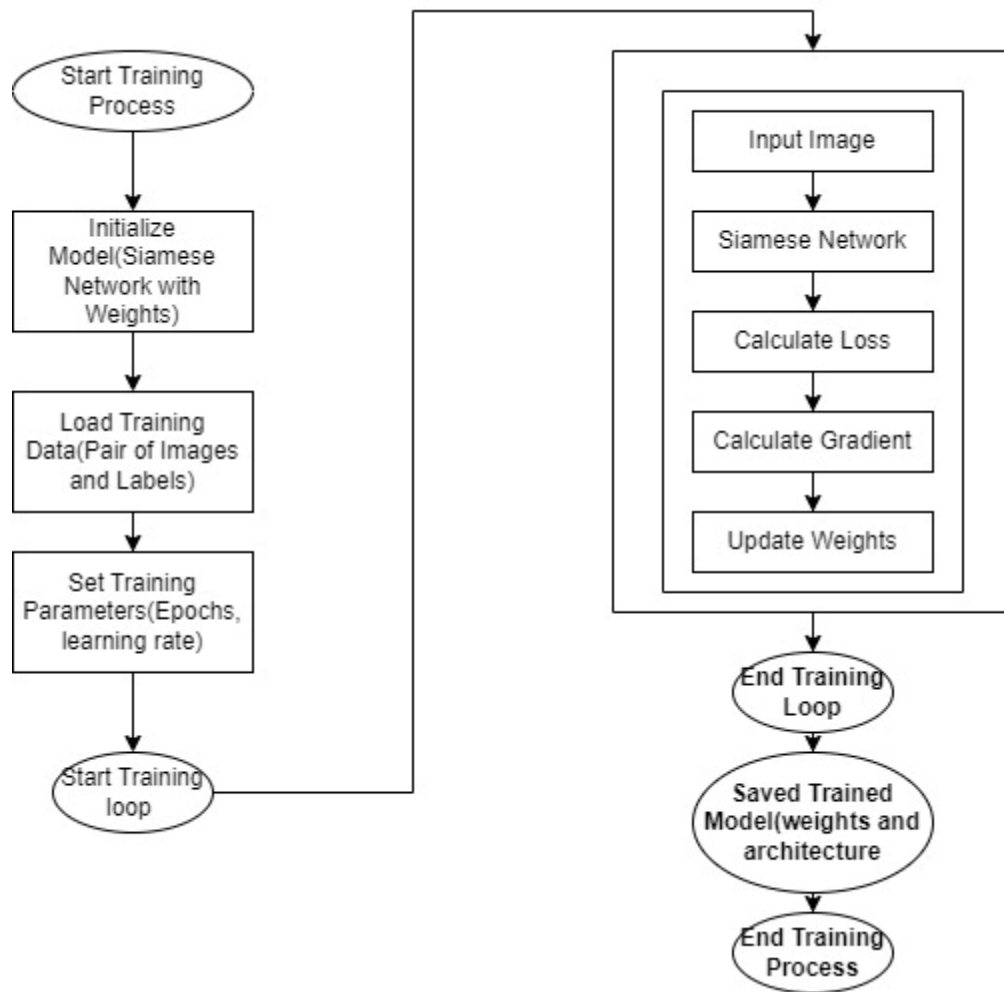 Start Training
Process
Initialize
Model(Siamese
Network with
Weights)
Load Training
Data(Pair of Images
and Labels)
Set Training
Parameters(Epochs,
learning rate)
Start Training
loop
Input Image
Siamese Network
Calculate Loss
Calculate Gradient
Update Weights
End Training
Loop
Saved Trained
Model(weights and
architecture
End Training
Process